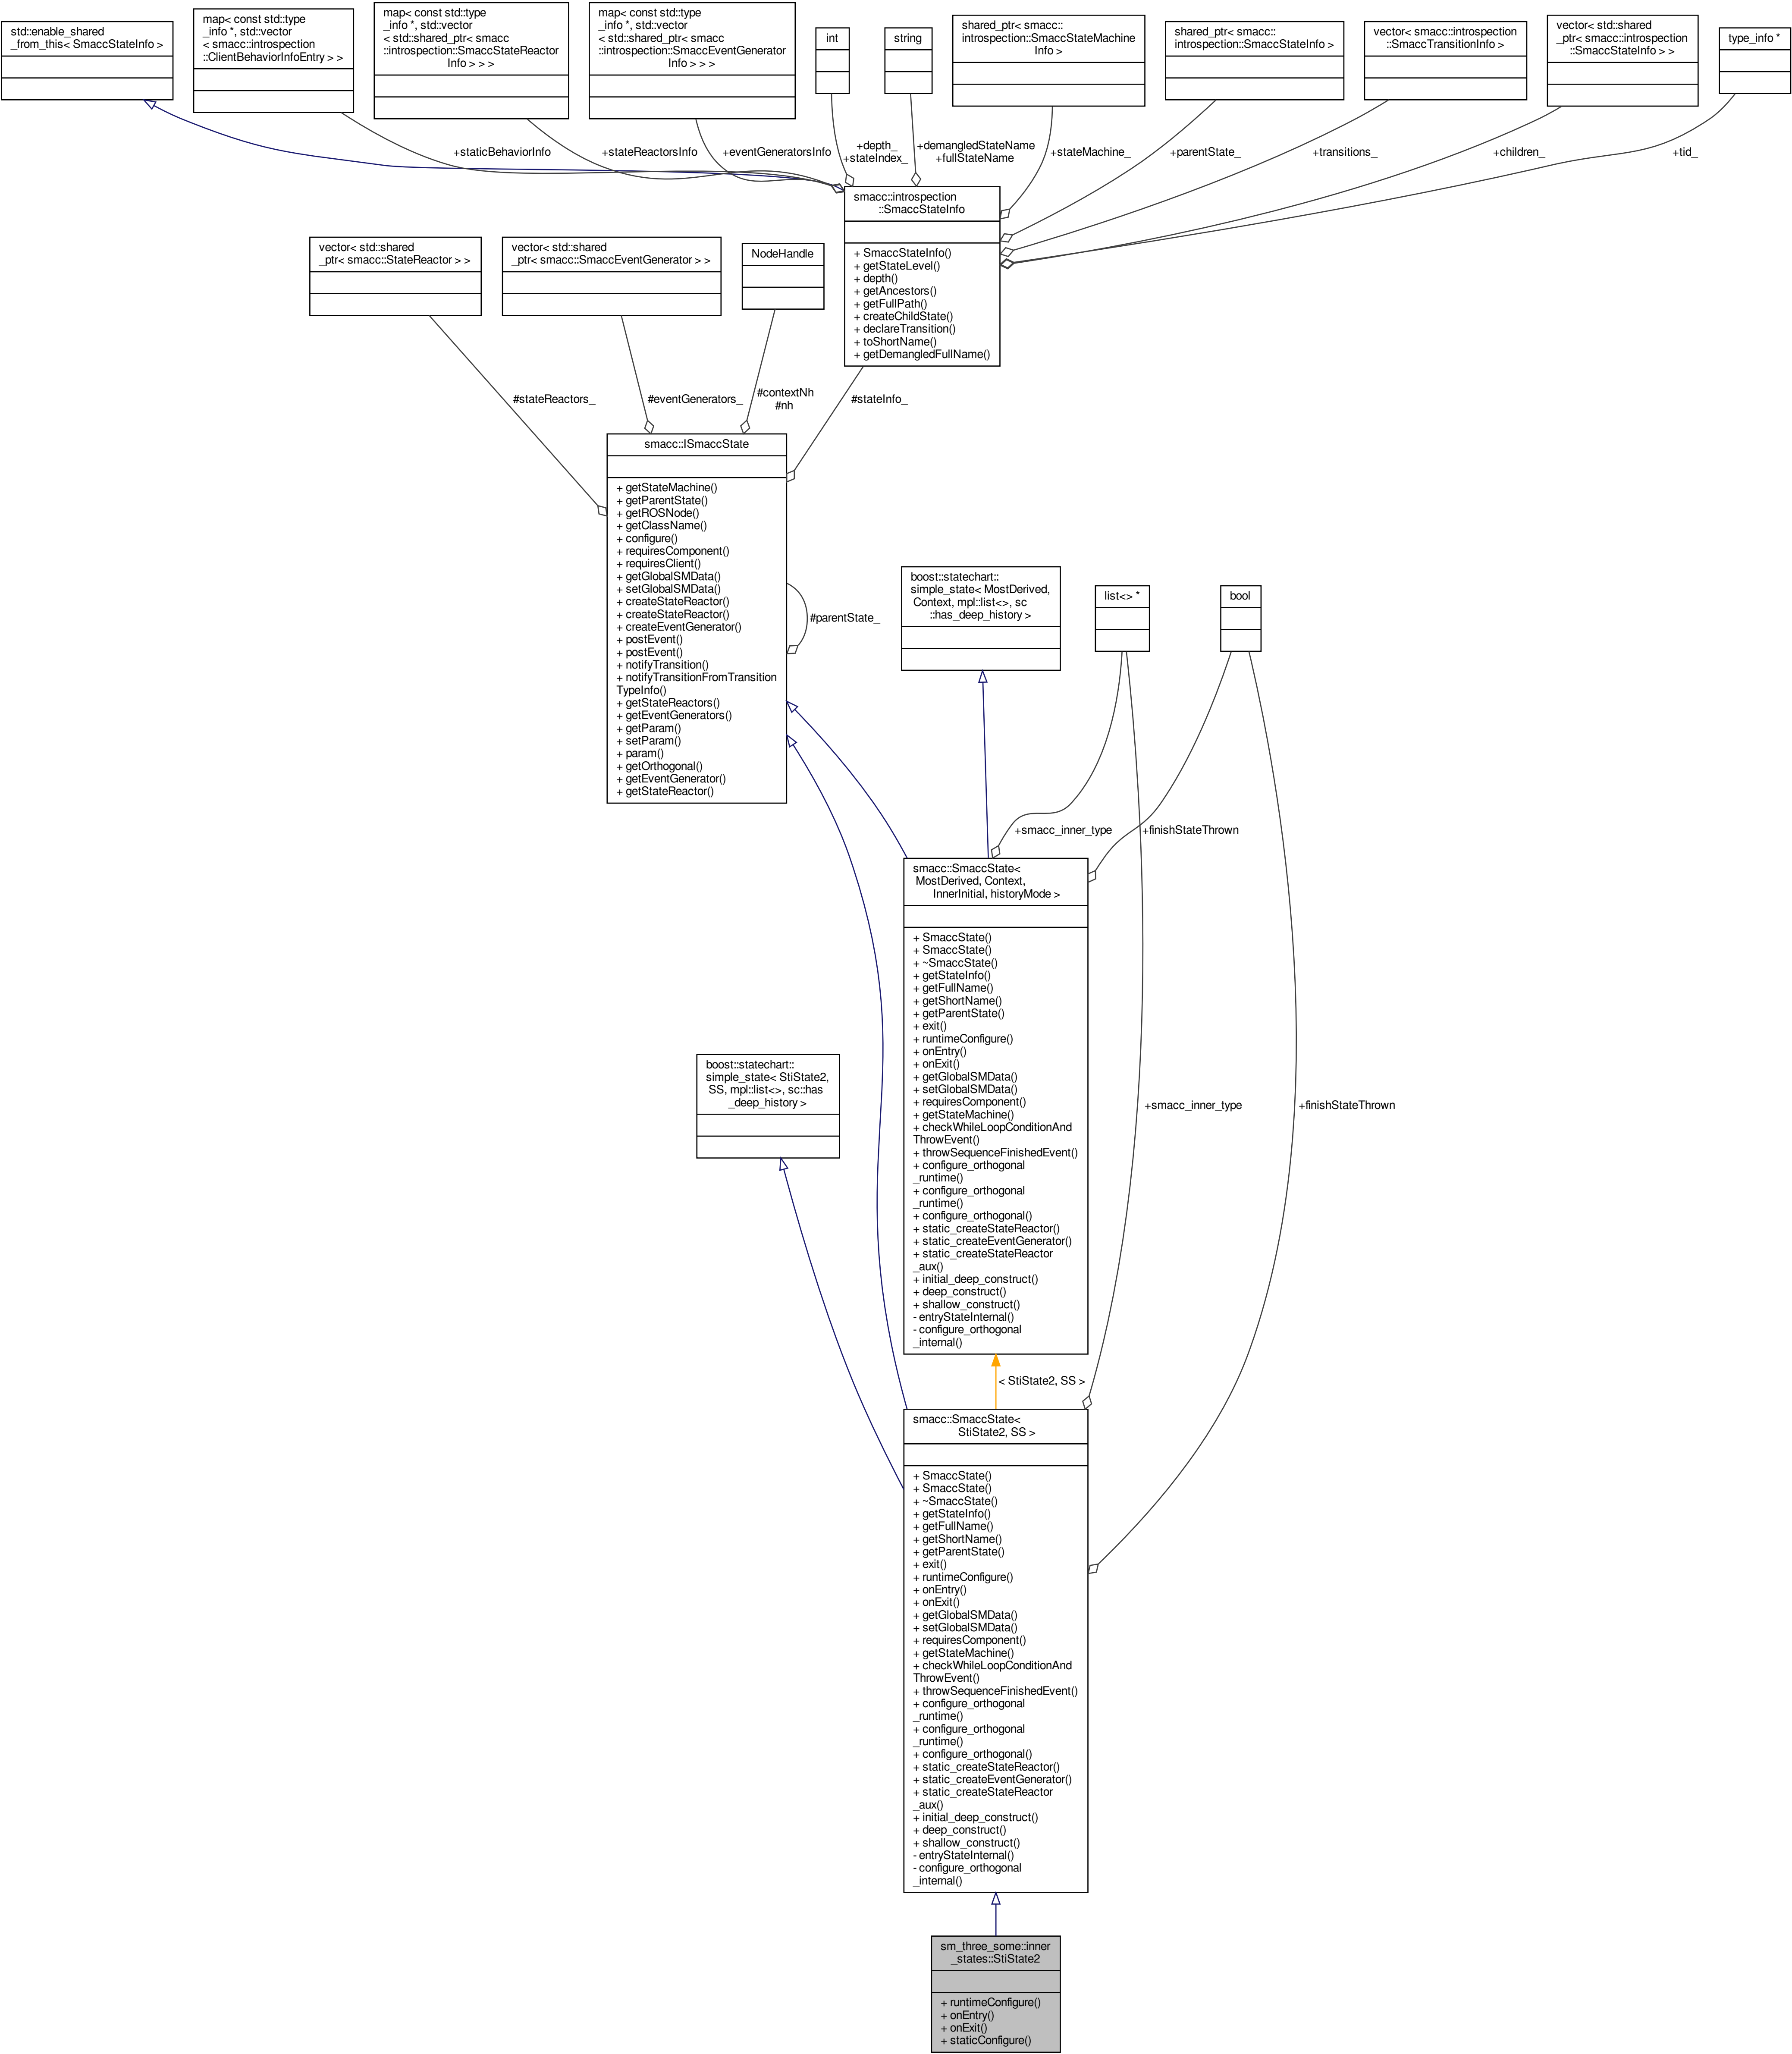 std::enable_shared
_from_this< SmaccStateInfo >
map< const std::type
_info *, std::vector
< smacc::introspection
::ClientBehaviorInfoEntry > >
map< const std::type
_info *, std::vector
< std::shared_ptr< smacc
::introspection::SmaccStateReactor
Info > > >
map< const std::type
_info *, std::vector
< std::shared_ptr< smacc
::introspection::SmaccEventGenerator
Info > > >
int
string
shared_ptr< smacc::
introspection::SmaccStateMachine
Info >
shared_ptr< smacc::
introspection::SmaccStateInfo >
vector< smacc::introspection
::SmaccTransitionInfo >
vector< std::shared
_ptr< smacc::introspection
::SmaccStateInfo > >
type_info *
+staticBehaviorInfo
+stateReactorsInfo
+eventGeneratorsInfo
+depth_
+stateIndex_
+demangledStateName
+fullStateName
+stateMachine_
+parentState_
+transitions_
+children_
+tid_
smacc::introspection
::SmaccStateInfo
+ SmaccStateInfo()
+ getStateLevel()
+ depth()
+ getAncestors()
+ getFullPath()
+ createChildState()
+ declareTransition()
+ toShortName()
+ getDemangledFullName()
vector< std::shared
_ptr< smacc::StateReactor > >
vector< std::shared
_ptr< smacc::SmaccEventGenerator > >
NodeHandle
#stateReactors_
#eventGenerators_
#contextNh
#nh
#stateInfo_
smacc::ISmaccState
+ getStateMachine()
+ getParentState()
+ getROSNode()
+ getClassName()
+ configure()
+ requiresComponent()
+ requiresClient()
+ getGlobalSMData()
+ setGlobalSMData()
+ createStateReactor()
+ createStateReactor()
+ createEventGenerator()
+ postEvent()
+ postEvent()
+ notifyTransition()
+ notifyTransitionFromTransition
TypeInfo()
+ getStateReactors()
+ getEventGenerators()
+ getParam()
+ setParam()
+ param()
+ getOrthogonal()
+ getEventGenerator()
+ getStateReactor()
#parentState_
boost::statechart::
simple_state< MostDerived,
Context, mpl::list<>, sc
::has_deep_history >
list<> *
bool
+smacc_inner_type
+finishStateThrown
smacc::SmaccState<
MostDerived, Context,
InnerInitial, historyMode >
+ SmaccState()
+ SmaccState()
+ ~SmaccState()
+ getStateInfo()
+ getFullName()
+ getShortName()
+ getParentState()
+ exit()
+ runtimeConfigure()
+ onEntry()
+ onExit()
+ getGlobalSMData()
+ setGlobalSMData()
+ requiresComponent()
+ getStateMachine()
+ checkWhileLoopConditionAnd
ThrowEvent()
+ throwSequenceFinishedEvent()
+ configure_orthogonal
_runtime()
+ configure_orthogonal
_runtime()
+ configure_orthogonal()
+ static_createStateReactor()
+ static_createEventGenerator()
+ static_createStateReactor
_aux()
+ initial_deep_construct()
+ deep_construct()
+ shallow_construct()
- entryStateInternal()
- configure_orthogonal
_internal()
boost::statechart::
simple_state< StiState2,
SS, mpl::list<>, sc::has
_deep_history >
+smacc_inner_type
+finishStateThrown
< StiState2, SS >
smacc::SmaccState<
StiState2, SS >
+ SmaccState()
+ SmaccState()
+ ~SmaccState()
+ getStateInfo()
+ getFullName()
+ getShortName()
+ getParentState()
+ exit()
+ runtimeConfigure()
+ onEntry()
+ onExit()
+ getGlobalSMData()
+ setGlobalSMData()
+ requiresComponent()
+ getStateMachine()
+ checkWhileLoopConditionAnd
ThrowEvent()
+ throwSequenceFinishedEvent()
+ configure_orthogonal
_runtime()
+ configure_orthogonal
_runtime()
+ configure_orthogonal()
+ static_createStateReactor()
+ static_createEventGenerator()
+ static_createStateReactor
_aux()
+ initial_deep_construct()
+ deep_construct()
+ shallow_construct()
- entryStateInternal()
- configure_orthogonal
_internal()
sm_three_some::inner
_states::StiState2
+ runtimeConfigure()
+ onEntry()
+ onExit()
+ staticConfigure()